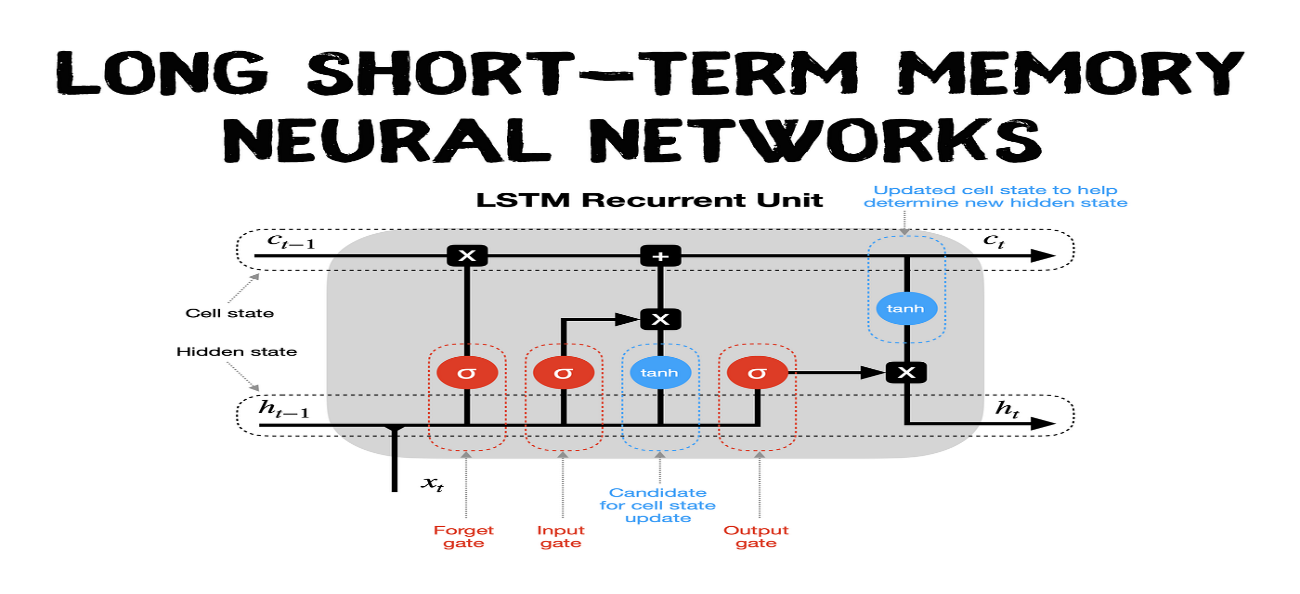 LONG SHORT-TERM MEMORY
NEURAL NETWORKS
LSTM Recurrent Unit
Updated cell state to help
determine new hidden state
c_{t-1}
c_t
x
+
Cell state
tanh
x
Hidden state
σ
σ
tanh
σ
x
h_{t-1}
h_t
x_t
Candidate
for cell state
update
Forget
gate
Input
gate
Output
gate